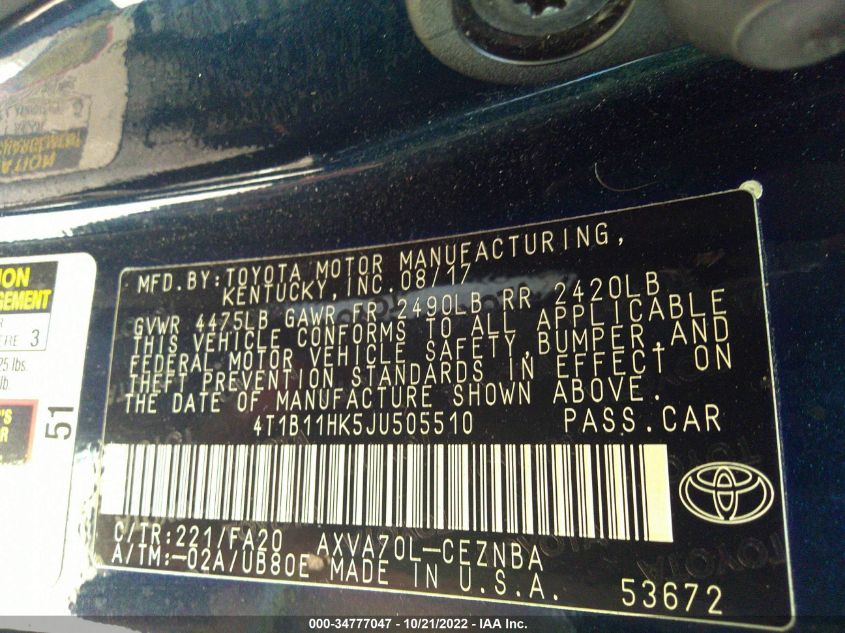 MFD.BY:TOYOTA MOTOR MANUFACTURING,
KENTUCKY,INC.08/17
GVWR 4475LB GAWR FR 2490LB RR 2420LB
THIS VEHICLE CONFORMS TO ALL APPLICABLE
FEDERAL MOTOR VEHICLE SAFETY,BUMPER,AND
THEFT PREVENTION STANDARDS IN EFFECT ON
THE DATE OF MANUFACTURE SHOWN ABOVE.
4T1B11HK5JU505510 PASS.CAR
C/TR:221/FA20 AXVA70L-CEZNBA
A/TM:-02A/UB80E MADE IN U.S.A.
53672
3
25 lbs.
lb.
51
000-34777047 - 10/21/2022 - IAA Inc.